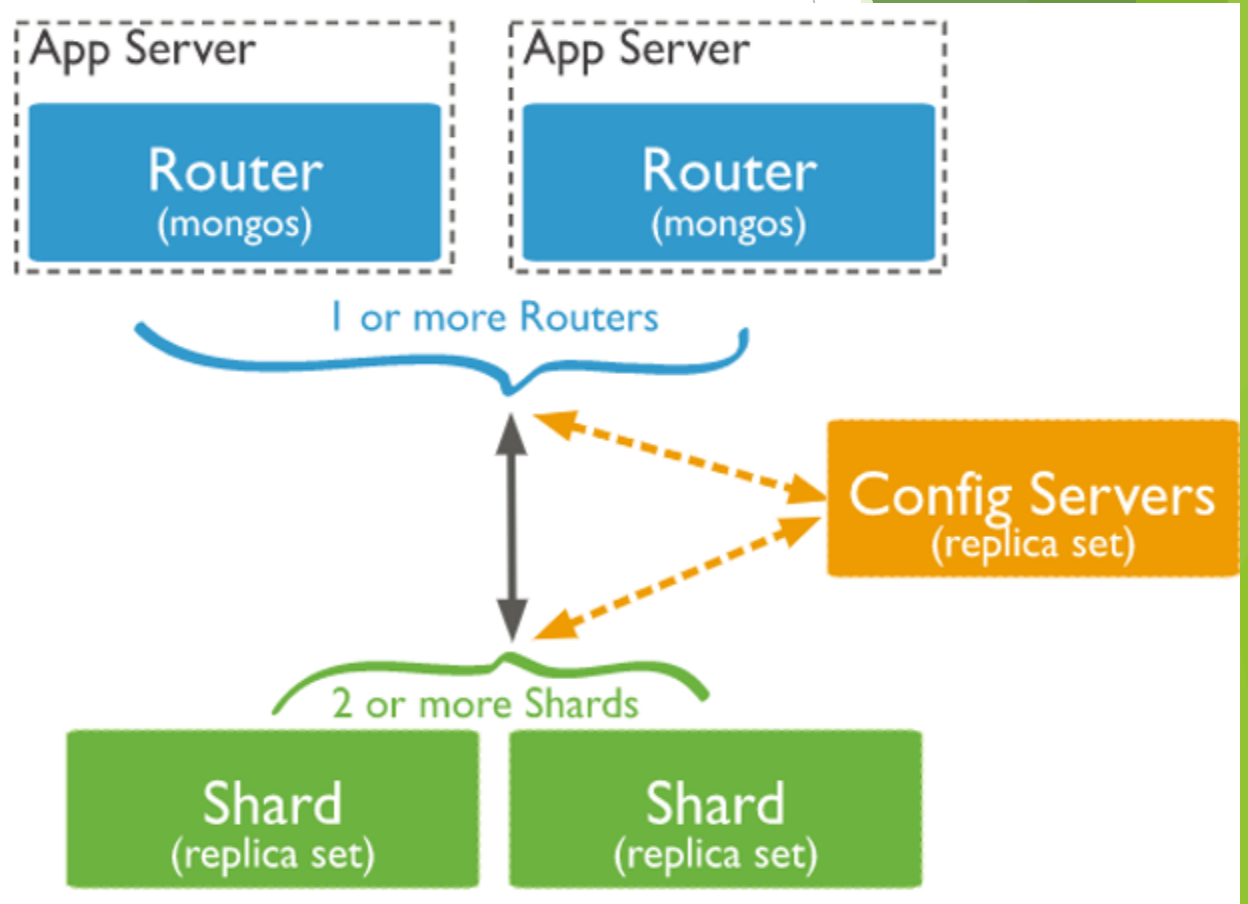 App Server
App Server
Router
(mongos)
Router
(mongos)
1 or more Routers
Config Servers
(replica set)
2 or more Shards
Shard
(replica set)
Shard
(replica set)